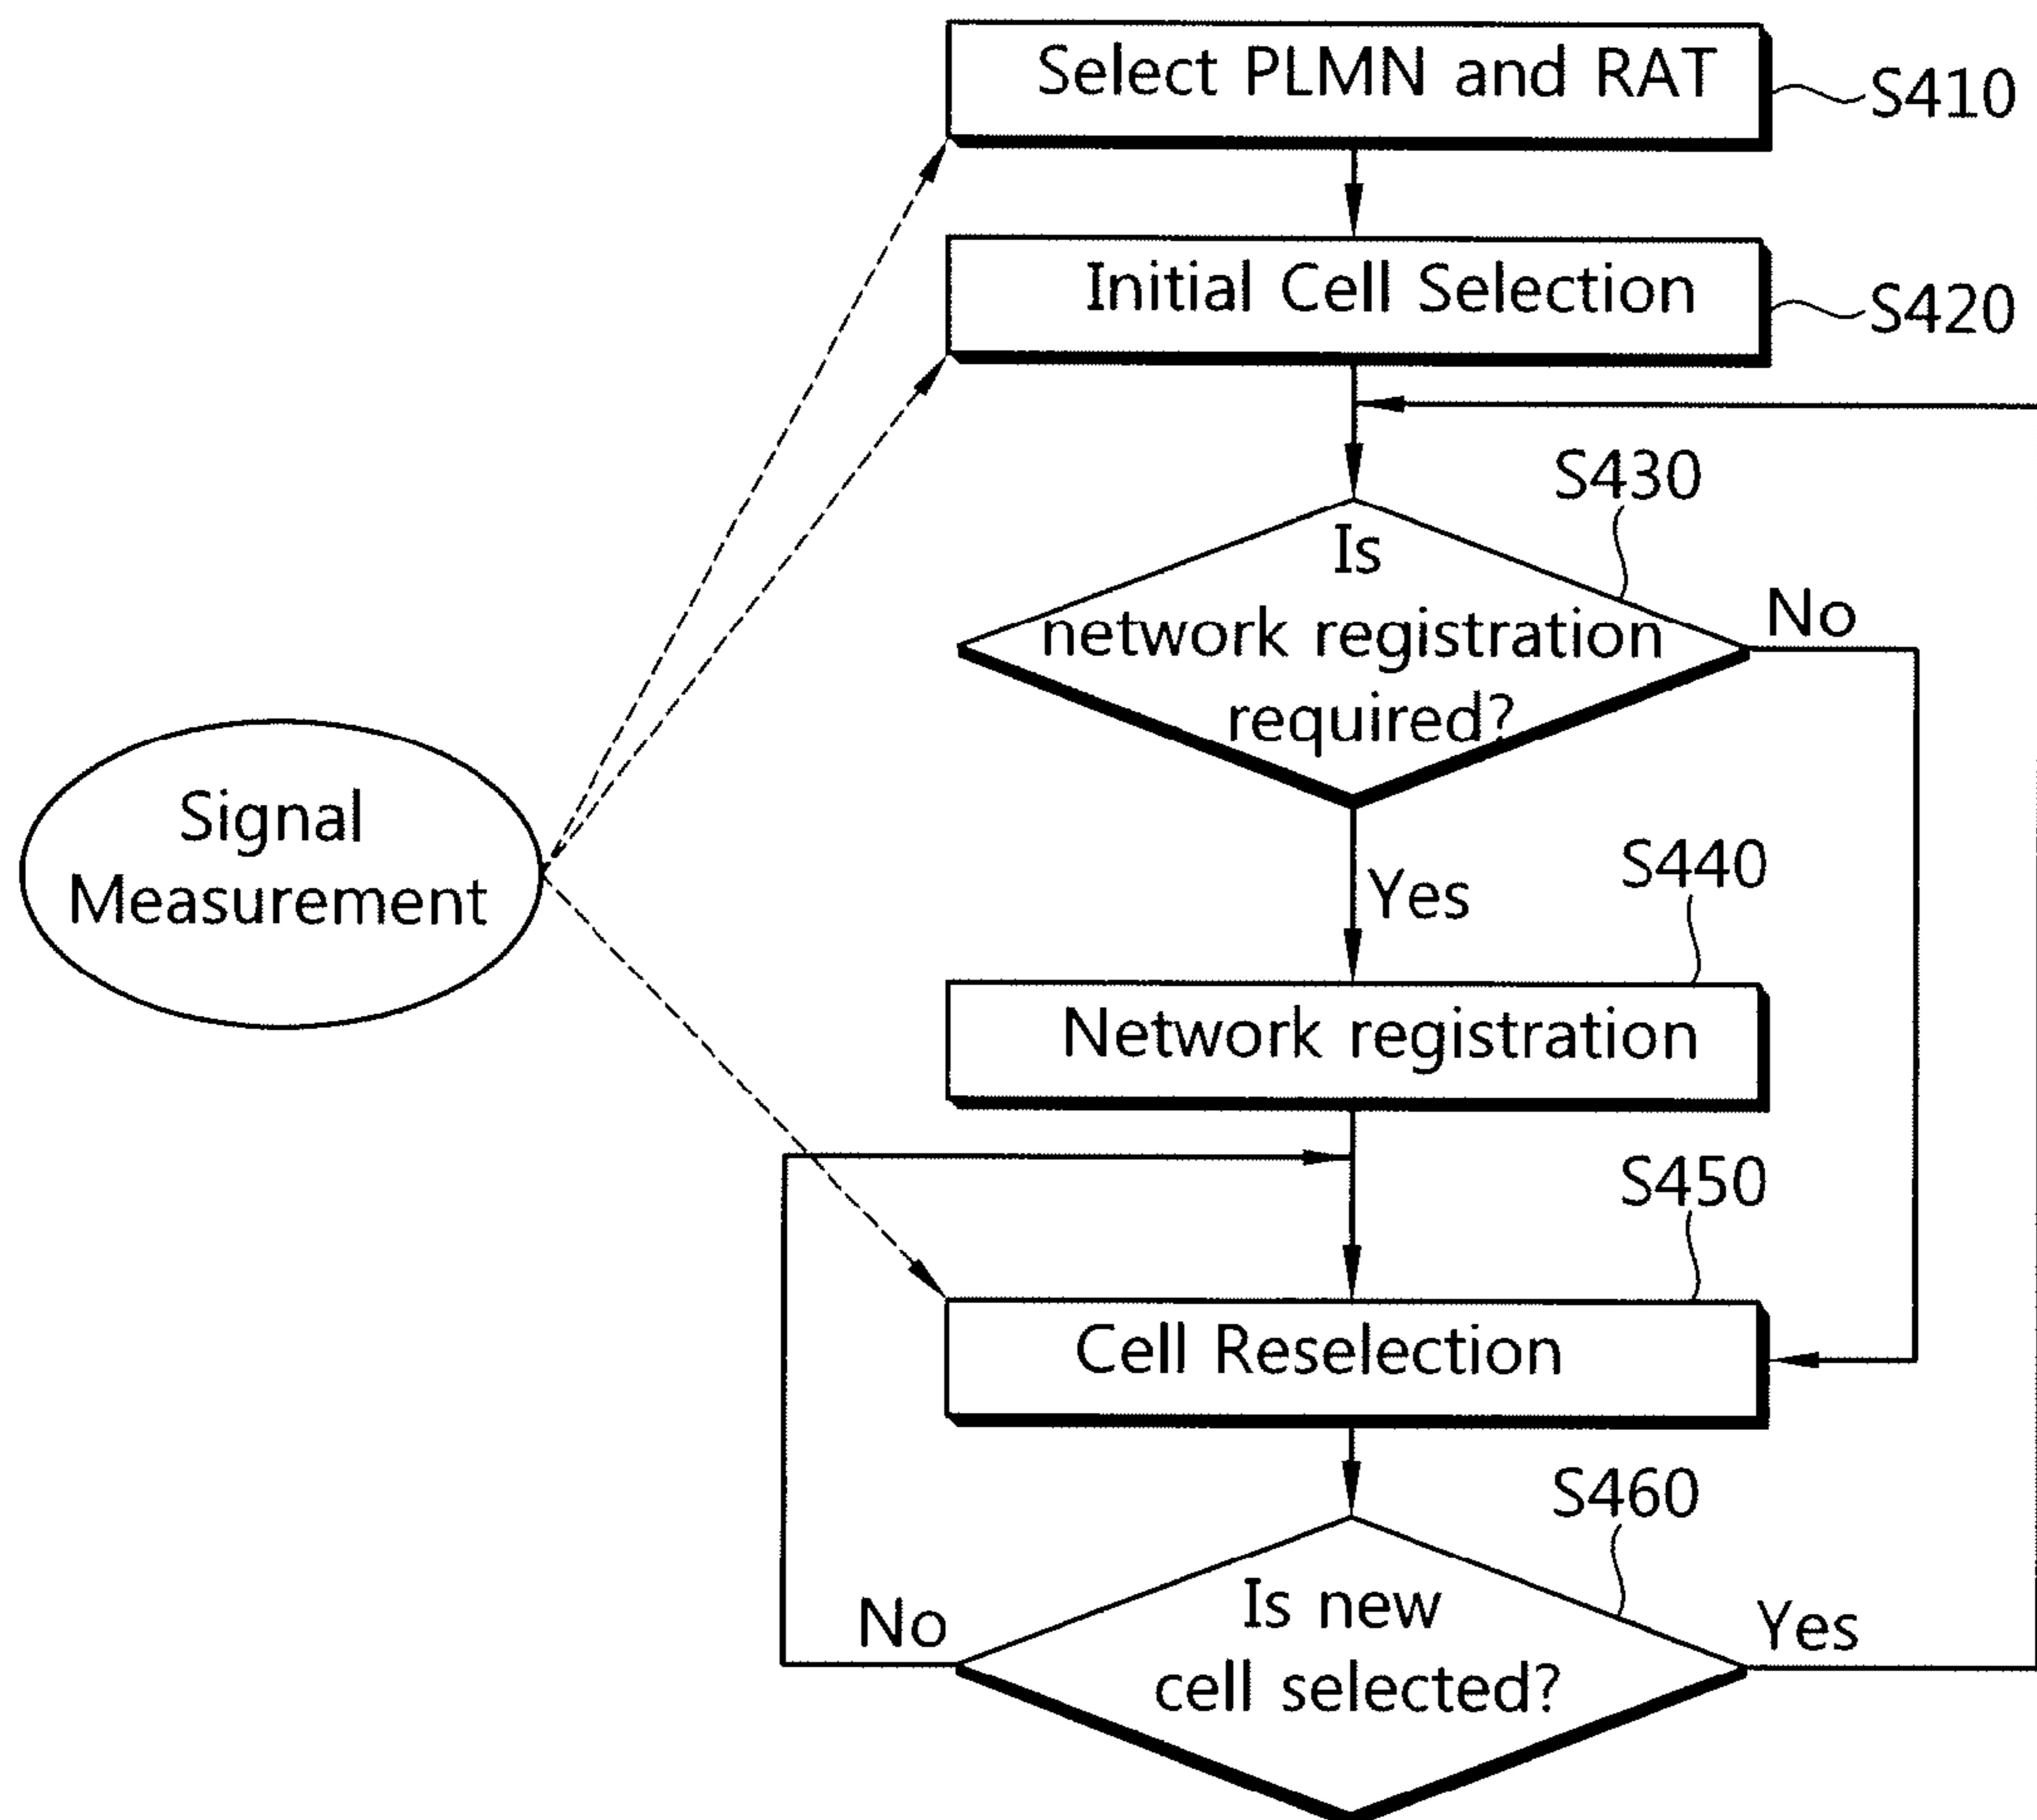 Select PLMN and RAT
S410
Initial Cell Selection
S420
S430
Is
network registration
required?
No
Signal
Measurement
Yes
S440
Network registration
S450
Cell Reselection
S460
Is new
cell selected?
No
Yes